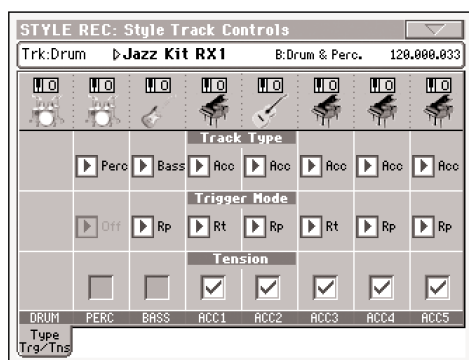 STYLE REC: Style Track Controls
Trk:Drum Jazz Kit RX1 B:Drum & Perc. 120.000.033
Track Type
Perc Bass Acc Acc Acc Acc Acc
Trigger Mode
Off Rp Rt Rp Rt Rp Rp
Tension
DRUM PERC BASS ACC1 ACC2 ACC3 ACC4 ACC5
Type
Trg/Tns